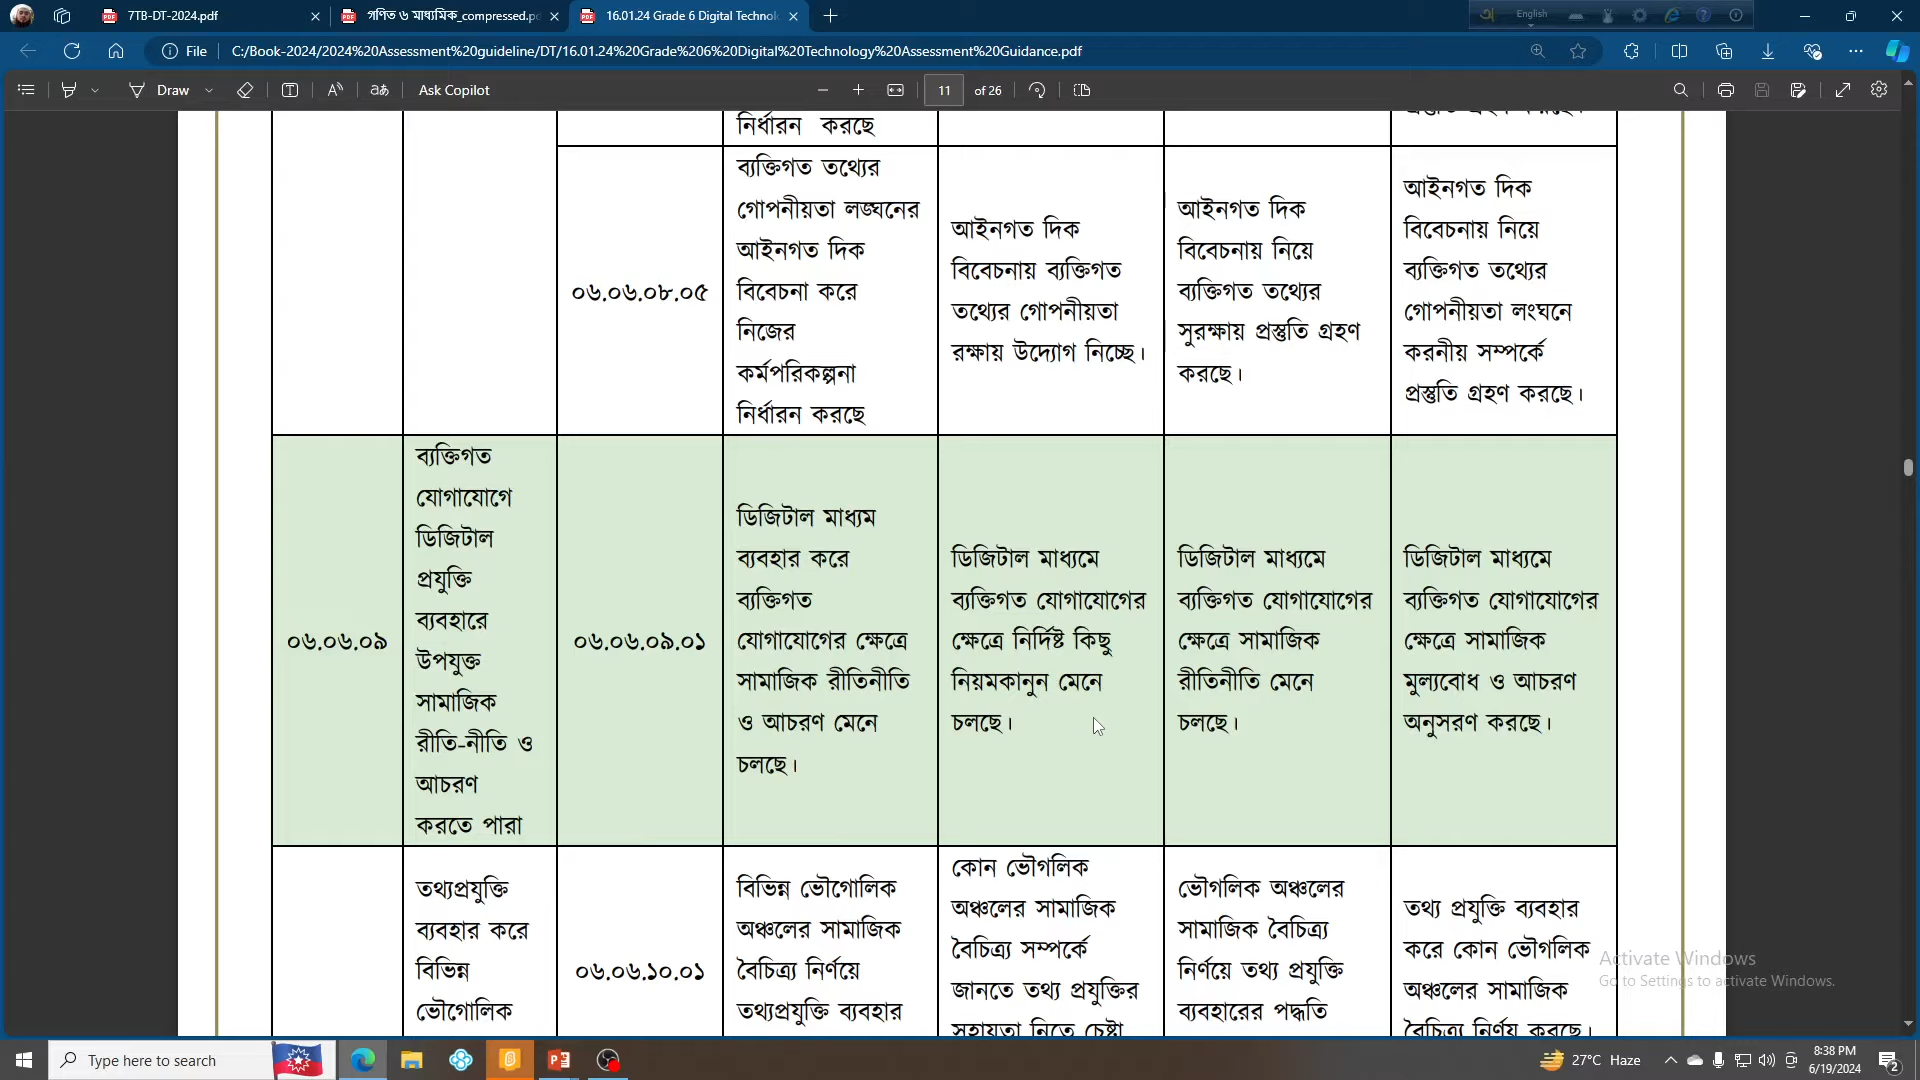 7TB-DT-2024.pdf
গণিত ৬ মাধ্যমিক_compressed.pd
16.01.24 Grade 6 Digital Technolo
English
File
C:/Book-2024/2024%20Assessment%20guideline/DT/16.01.24%20Grade%206%20Digital%20Technology%20Assessment%20Guidance.pdf
Draw
Ask Copilot
11 of 26
নির্ধারন করছে
০৬.০৬.০৮.০৫
ব্যক্তিগত তথ্যের
গোপনীয়তা লঙ্ঘনের
আইনগত দিক
বিবেচনা করে
নিজের
কর্মপরিকল্পনা
নির্ধারন করছে
আইনগত দিক
বিবেচনায় ব্যক্তিগত
তথ্যের গোপনীয়তা
রক্ষায় উদ্যোগ নিচ্ছে।
আইনগত দিক
বিবেচনায় নিয়ে
ব্যক্তিগত তথ্যের
সুরক্ষায় প্রস্তুতি গ্রহণ
করছে।
আইনগত দিক
বিবেচনায় নিয়ে
ব্যক্তিগত তথ্যের
গোপনীয়তা লংঘনে
করনীয় সম্পর্কে
প্রস্তুতি গ্রহণ করছে।
০৬.০৬.০৯
ব্যক্তিগত
যোগাযোগে
ডিজিটাল
প্রযুক্তি
ব্যবহারে
উপযুক্ত
সামাজিক
রীতি-নীতি ও
আচরণ
করতে পারা
০৬.০৬.০৯.০১
ডিজিটাল মাধ্যম
ব্যবহার করে
ব্যক্তিগত
যোগাযোগের ক্ষেত্রে
সামাজিক রীতিনীতি
ও আচরণ মেনে
চলছে।
ডিজিটাল মাধ্যমে
ব্যক্তিগত যোগাযোগের
ক্ষেত্রে নির্দিষ্ট কিছু
নিয়মকানুন মেনে
চলছে।
ডিজিটাল মাধ্যমে
ব্যক্তিগত যোগাযোগের
ক্ষেত্রে সামাজিক
রীতিনীতি মেনে
চলছে।
ডিজিটাল মাধ্যমে
ব্যক্তিগত যোগাযোগের
ক্ষেত্রে সামাজিক
মুল্যবোধ ও আচরণ
অনুসরণ করছে।
তথ্যপ্রযুক্তি
ব্যবহার করে
বিভিন্ন
ভৌগোলিক
০৬.০৬.১০.০১
বিভিন্ন ভৌগোলিক
অঞ্চলের সামাজিক
বৈচিত্র্য নির্ণয়ে
তথ্যপ্রযুক্তি ব্যবহার
কোন ভৌগলিক
অঞ্চলের সামাজিক
বৈচিত্র্য সম্পর্কে
জানতে তথ্য প্রযুক্তির
সহায়তা নিতে চেষ্টা
ভৌগলিক অঞ্চলের
সামাজিক বৈচিত্র্য
নির্ণয়ে তথ্য প্রযুক্তি
ব্যবহারের পদ্ধতি
তথ্য প্রযুক্তি ব্যবহার
করে কোন ভৌগলিক
অঞ্চলের সামাজিক
বৈচিত্র্য নির্ণয় করছে।
Activate Windows
Go to Settings to activate Windows.
Type here to search
27°C Haze
8:38 PM
6/19/2024
2